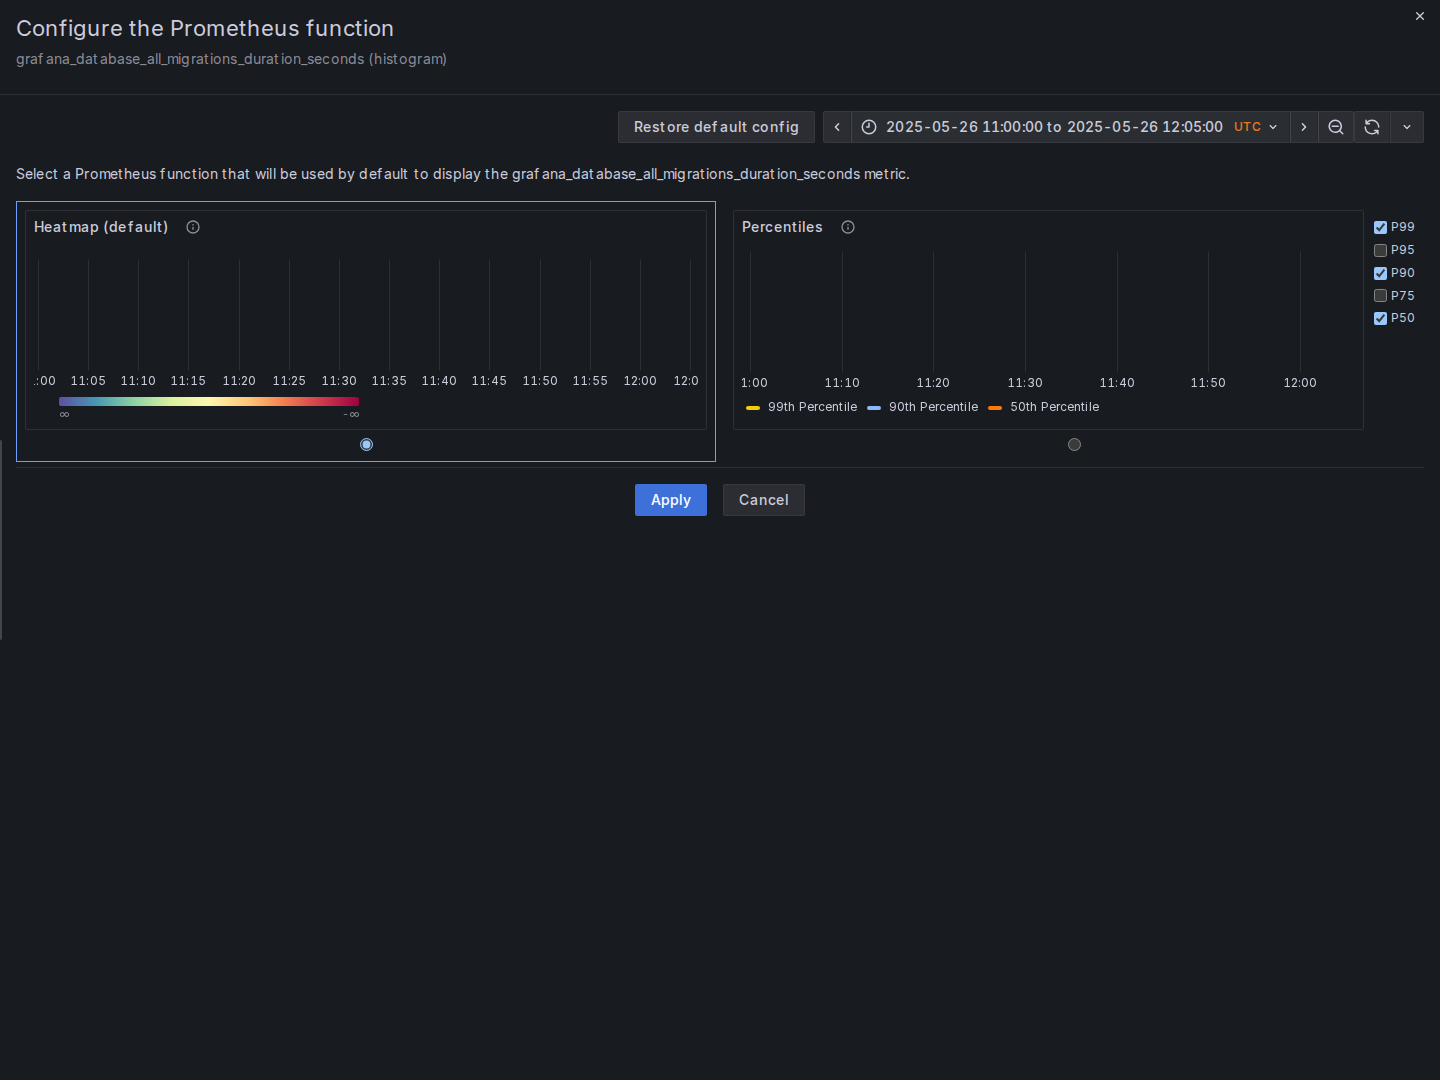 Configure the Prometheus function
grafana_database_all_migrations_duration_seconds (histogram)
Restore default config
2025-05-26 11:00:00 to 2025-05-26 12:05:00 UTC
Select a Prometheus function that will be used by default to display the grafana_database_all_migrations_duration_seconds metric.
Heatmap (default)
:00 11:05 11:10 11:15 11:20 11:25 11:30 11:35 11:40 11:45 11:50 11:55 12:00 12:0
∞ -∞
Percentiles
1:00 11:10 11:20 11:30 11:40 11:50 12:00
99th Percentile 90th Percentile 50th Percentile
P99
P95
P90
P75
P50
Apply Cancel